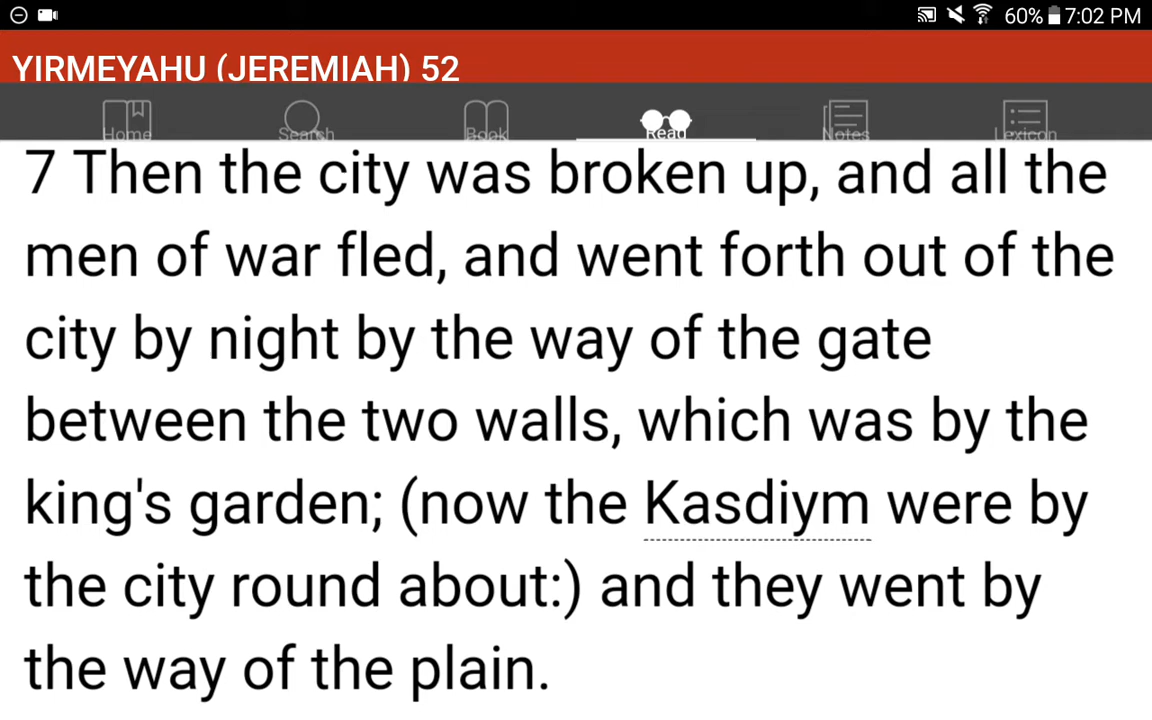 60% 7:02 PM
YIRMEYAHU (JEREMIAH) 52
Home Search Book Read Notes Lexicon
7 Then the city was broken up, and all the
men of war fled, and went forth out of the
city by night by the way of the gate
between the two walls, which was by the
king's garden; (now the Kasdiym were by
the city round about:) and they went by
the way of the plain.